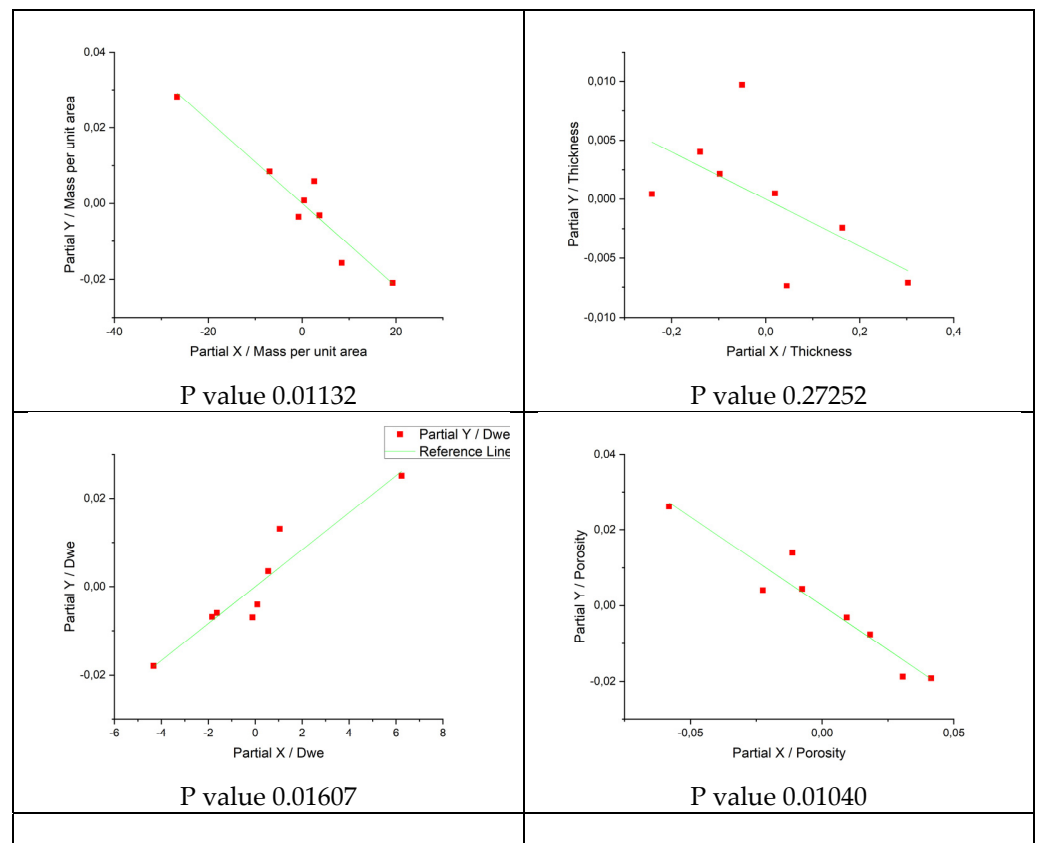 0,04
0,02
0,00
-0,02
Partial Y / Mass per unit area
-40 -20 0 20
Partial X / Mass per unit area
P value 0.01132
0,010
0,005
0,000
-0,005
-0,010
Partial Y / Thickness
-0,2 0,0 0,2 0,4
Partial X / Thickness
P value 0.27252
Partial Y / Dwe
Reference Line
0,02
0,00
-0,02
Partial Y / Dwe
-6 -4 -2 0 2 4 6 8
Partial X / Dwe
P value 0.01607
0,04
0,02
0,00
-0,02
Partial Y / Porosity
-0,05 0,00 0,05
Partial X / Porosity
P value 0.01040